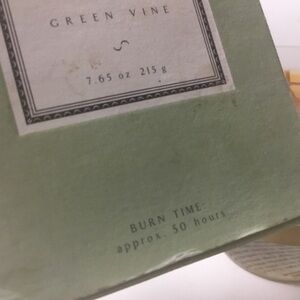 GREEN VINE
7.65 oz 215 g
BURN TIME:
approx. 50 hours